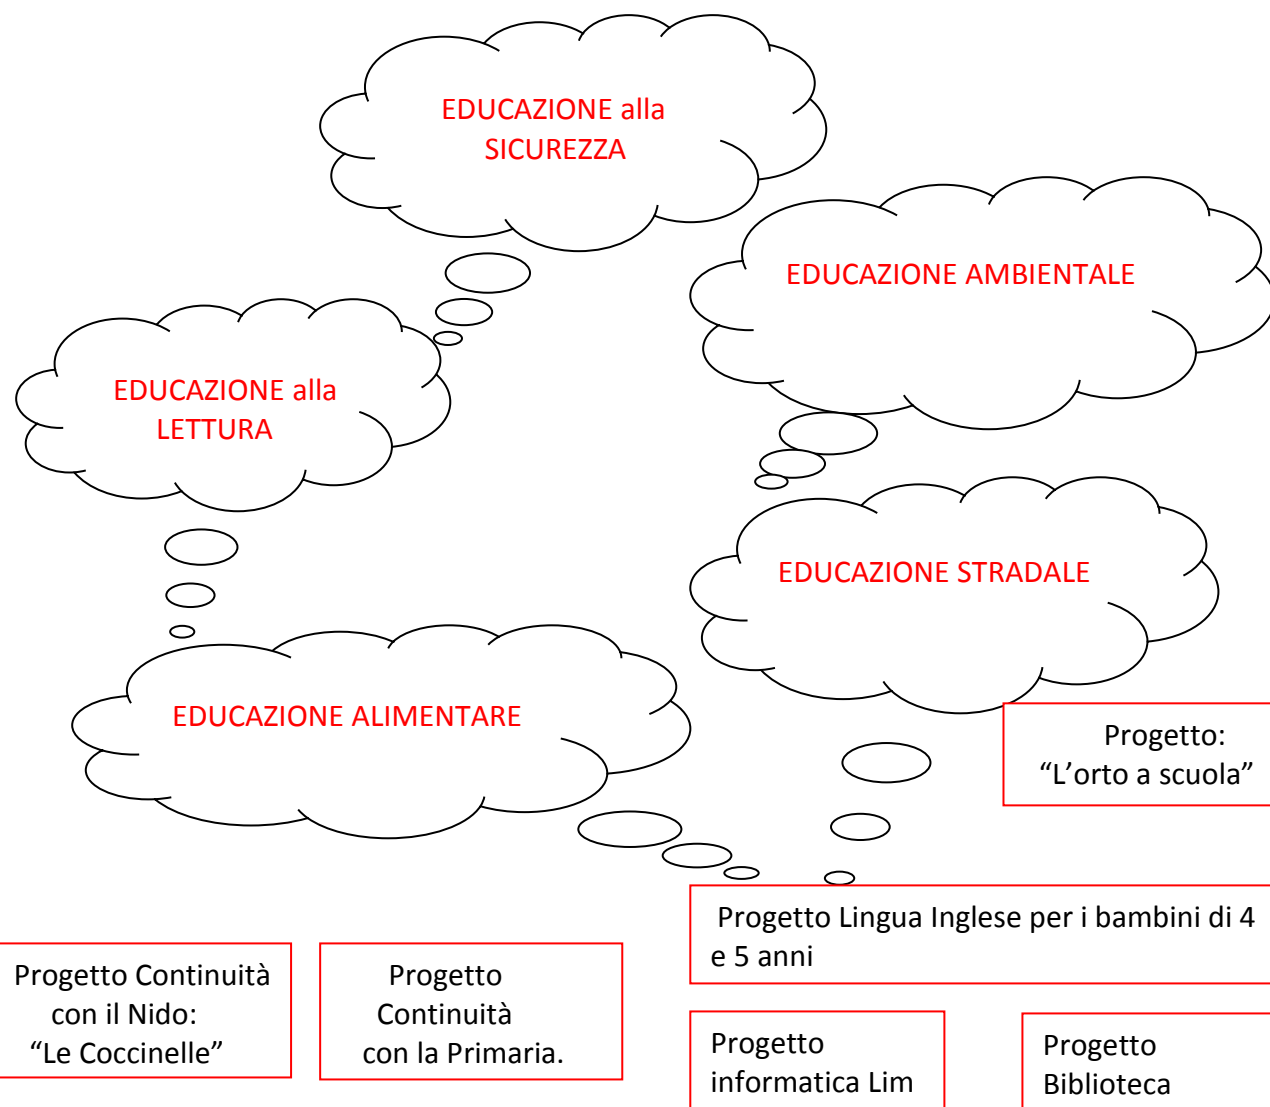 EDUCAZIONE alla
SICUREZZA
EDUCAZIONE AMBIENTALE
EDUCAZIONE alla
LETTURA
EDUCAZIONE STRADALE
EDUCAZIONE ALIMENTARE
Progetto:
“L’orto a scuola”
Progetto Lingua Inglese per i bambini di 4
e 5 anni
Progetto Continuità
con il Nido:
“Le Coccinelle”
Progetto
Continuità
con la Primaria.
Progetto
informatica Lim
Progetto
Biblioteca